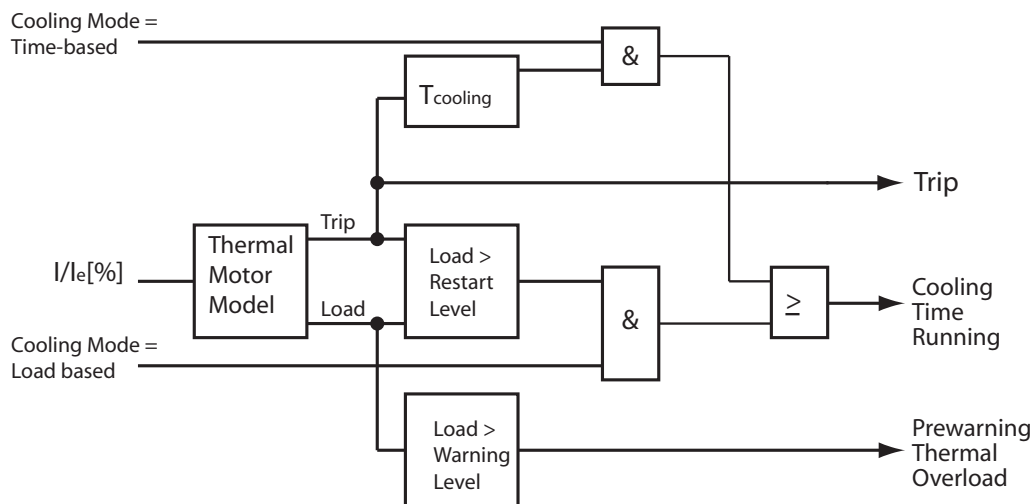 Cooling Mode =
Time-based
&
Tcooling
Trip
Trip
Thermal
Motor
Model
I/Ie[%]
Load >
Restart
Level
Load
&
≥
Cooling
Time
Running
Cooling Mode =
Load based
Load >
Warning
Level
Prewarning
Thermal
Overload